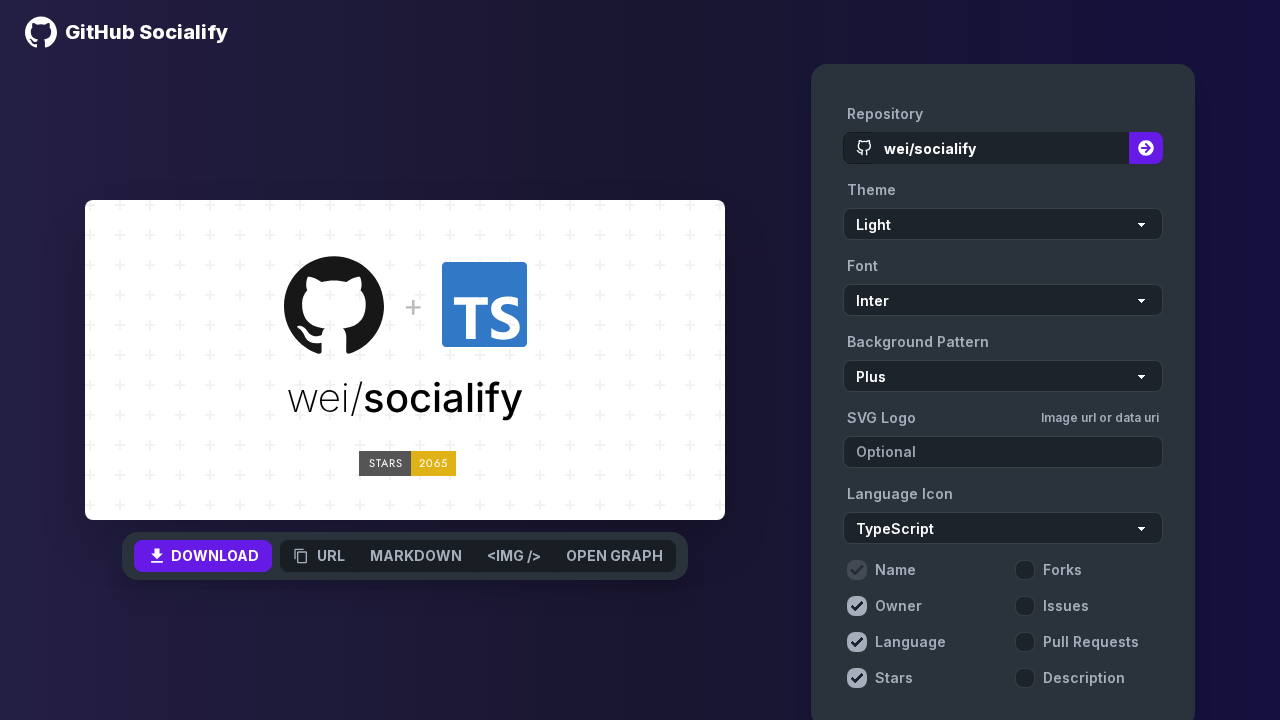 GitHub Socialify
Repository
wei/socialify
Theme
Light
Font
Inter
Background Pattern
Plus
SVG Logo
Image url or data uri
Optional
Language Icon
TypeScript
Name
Forks
Owner
Issues
Language
Pull Requests
Stars
Description
+
TS
wei/socialify
STARS 2065
DOWNLOAD
URL
MARKDOWN
<IMG />
OPEN GRAPH